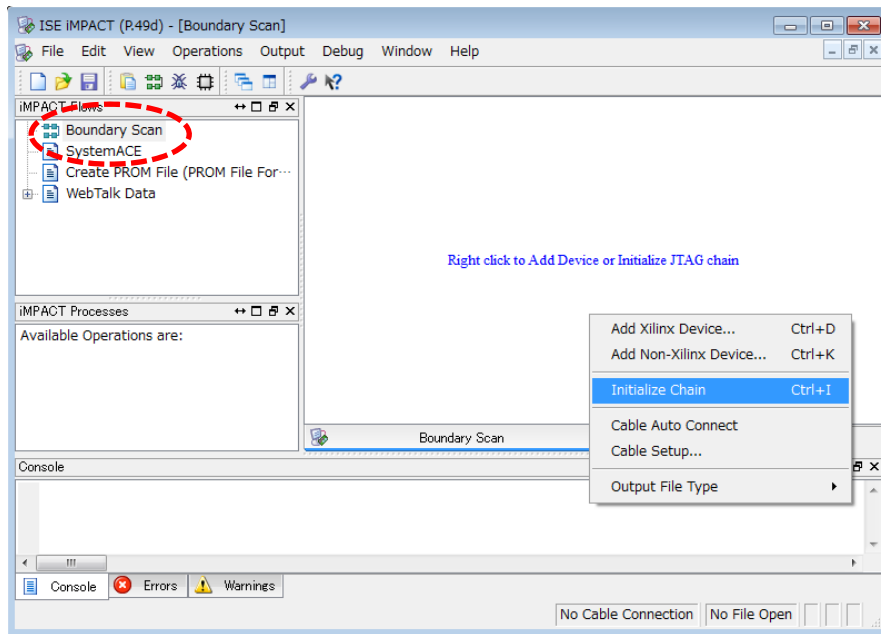 ISE iMPACT (P.49d) - [Boundary Scan]
File Edit View Operations Output Debug Window Help
iMPACT Flows
Boundary Scan
SystemACE
Create PROM File (PROM File For...
WebTalk Data
Right click to Add Device or Initialize JTAG chain
iMPACT Processes
Available Operations are:
Add Xilinx Device... Ctrl+D
Add Non-Xilinx Device... Ctrl+K
Initialize Chain Ctrl+I
Cable Auto Connect
Cable Setup...
Output File Type
Boundary Scan
Console
Console Errors Warnings
No Cable Connection No File Open